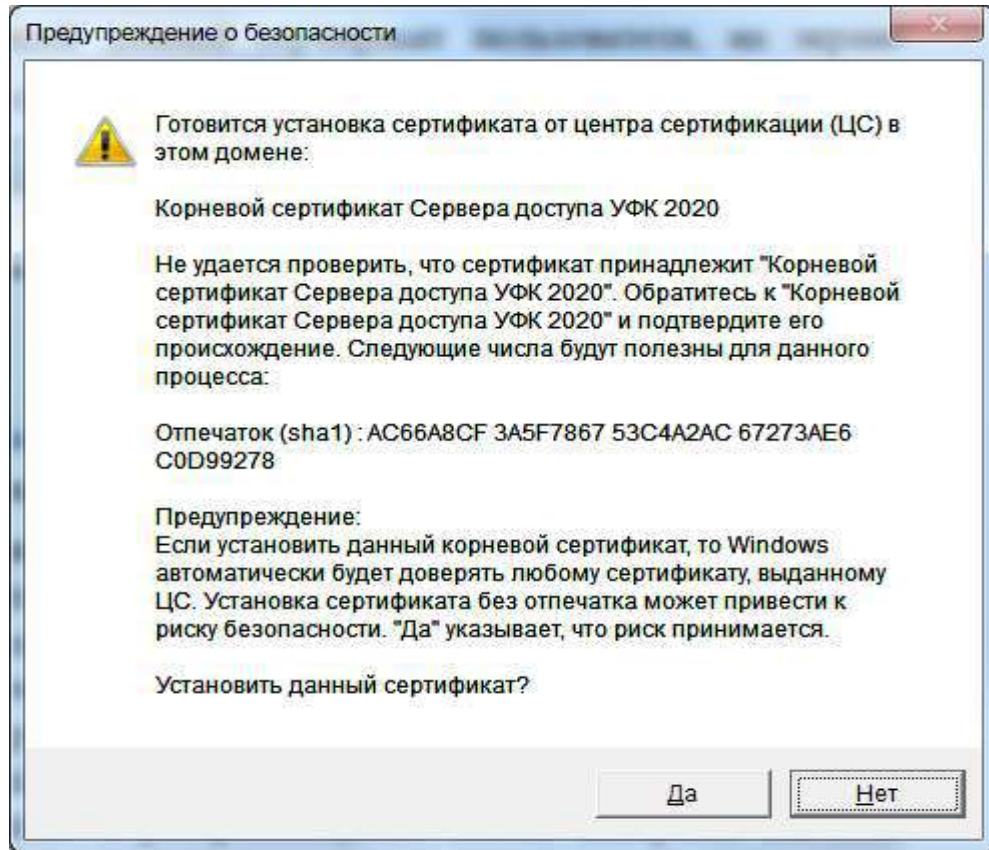 Предупреждение о безопасности
Готовится установка сертификата от центра сертификации (ЦС) в
этом домене:
Корневой сертификат Сервера доступа УФК 2020
Не удается проверить, что сертификат принадлежит "Корневой
сертификат Сервера доступа УФК 2020". Обратитесь к "Корневой
сертификат Сервера доступа УФК 2020" и подтвердите его
происхождение. Следующие числа будут полезны для данного
процесса:
Отпечаток (sha1) : AC66A8CF 3A5F7867 53C4A2AC 67273AE6
C0D99278
Предупреждение:
Если установить данный корневой сертификат, то Windows
автоматически будет доверять любому сертификату, выданному
ЦС. Установка сертификата без отпечатка может привести к
риску безопасности. "Да" указывает, что риск принимается.
Установить данный сертификат?
Да
Нет